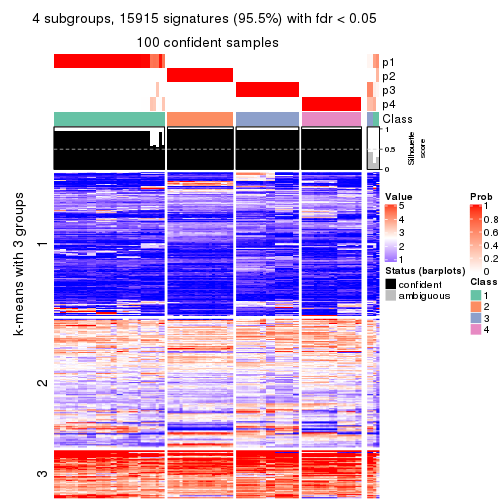 4 subgroups, 15915 signatures (95.5%) with fdr < 0.05
100 confident samples
p1
p2
p3
p4
Class
1
0.5
0
Silhouette
score
k-means with 3 groups
1
2
3
Value
5
4
3
2
1
Prob
1
0.8
0.6
0.4
0.2
0
Status (barplots)
confident
ambiguous
Class
1
2
3
4